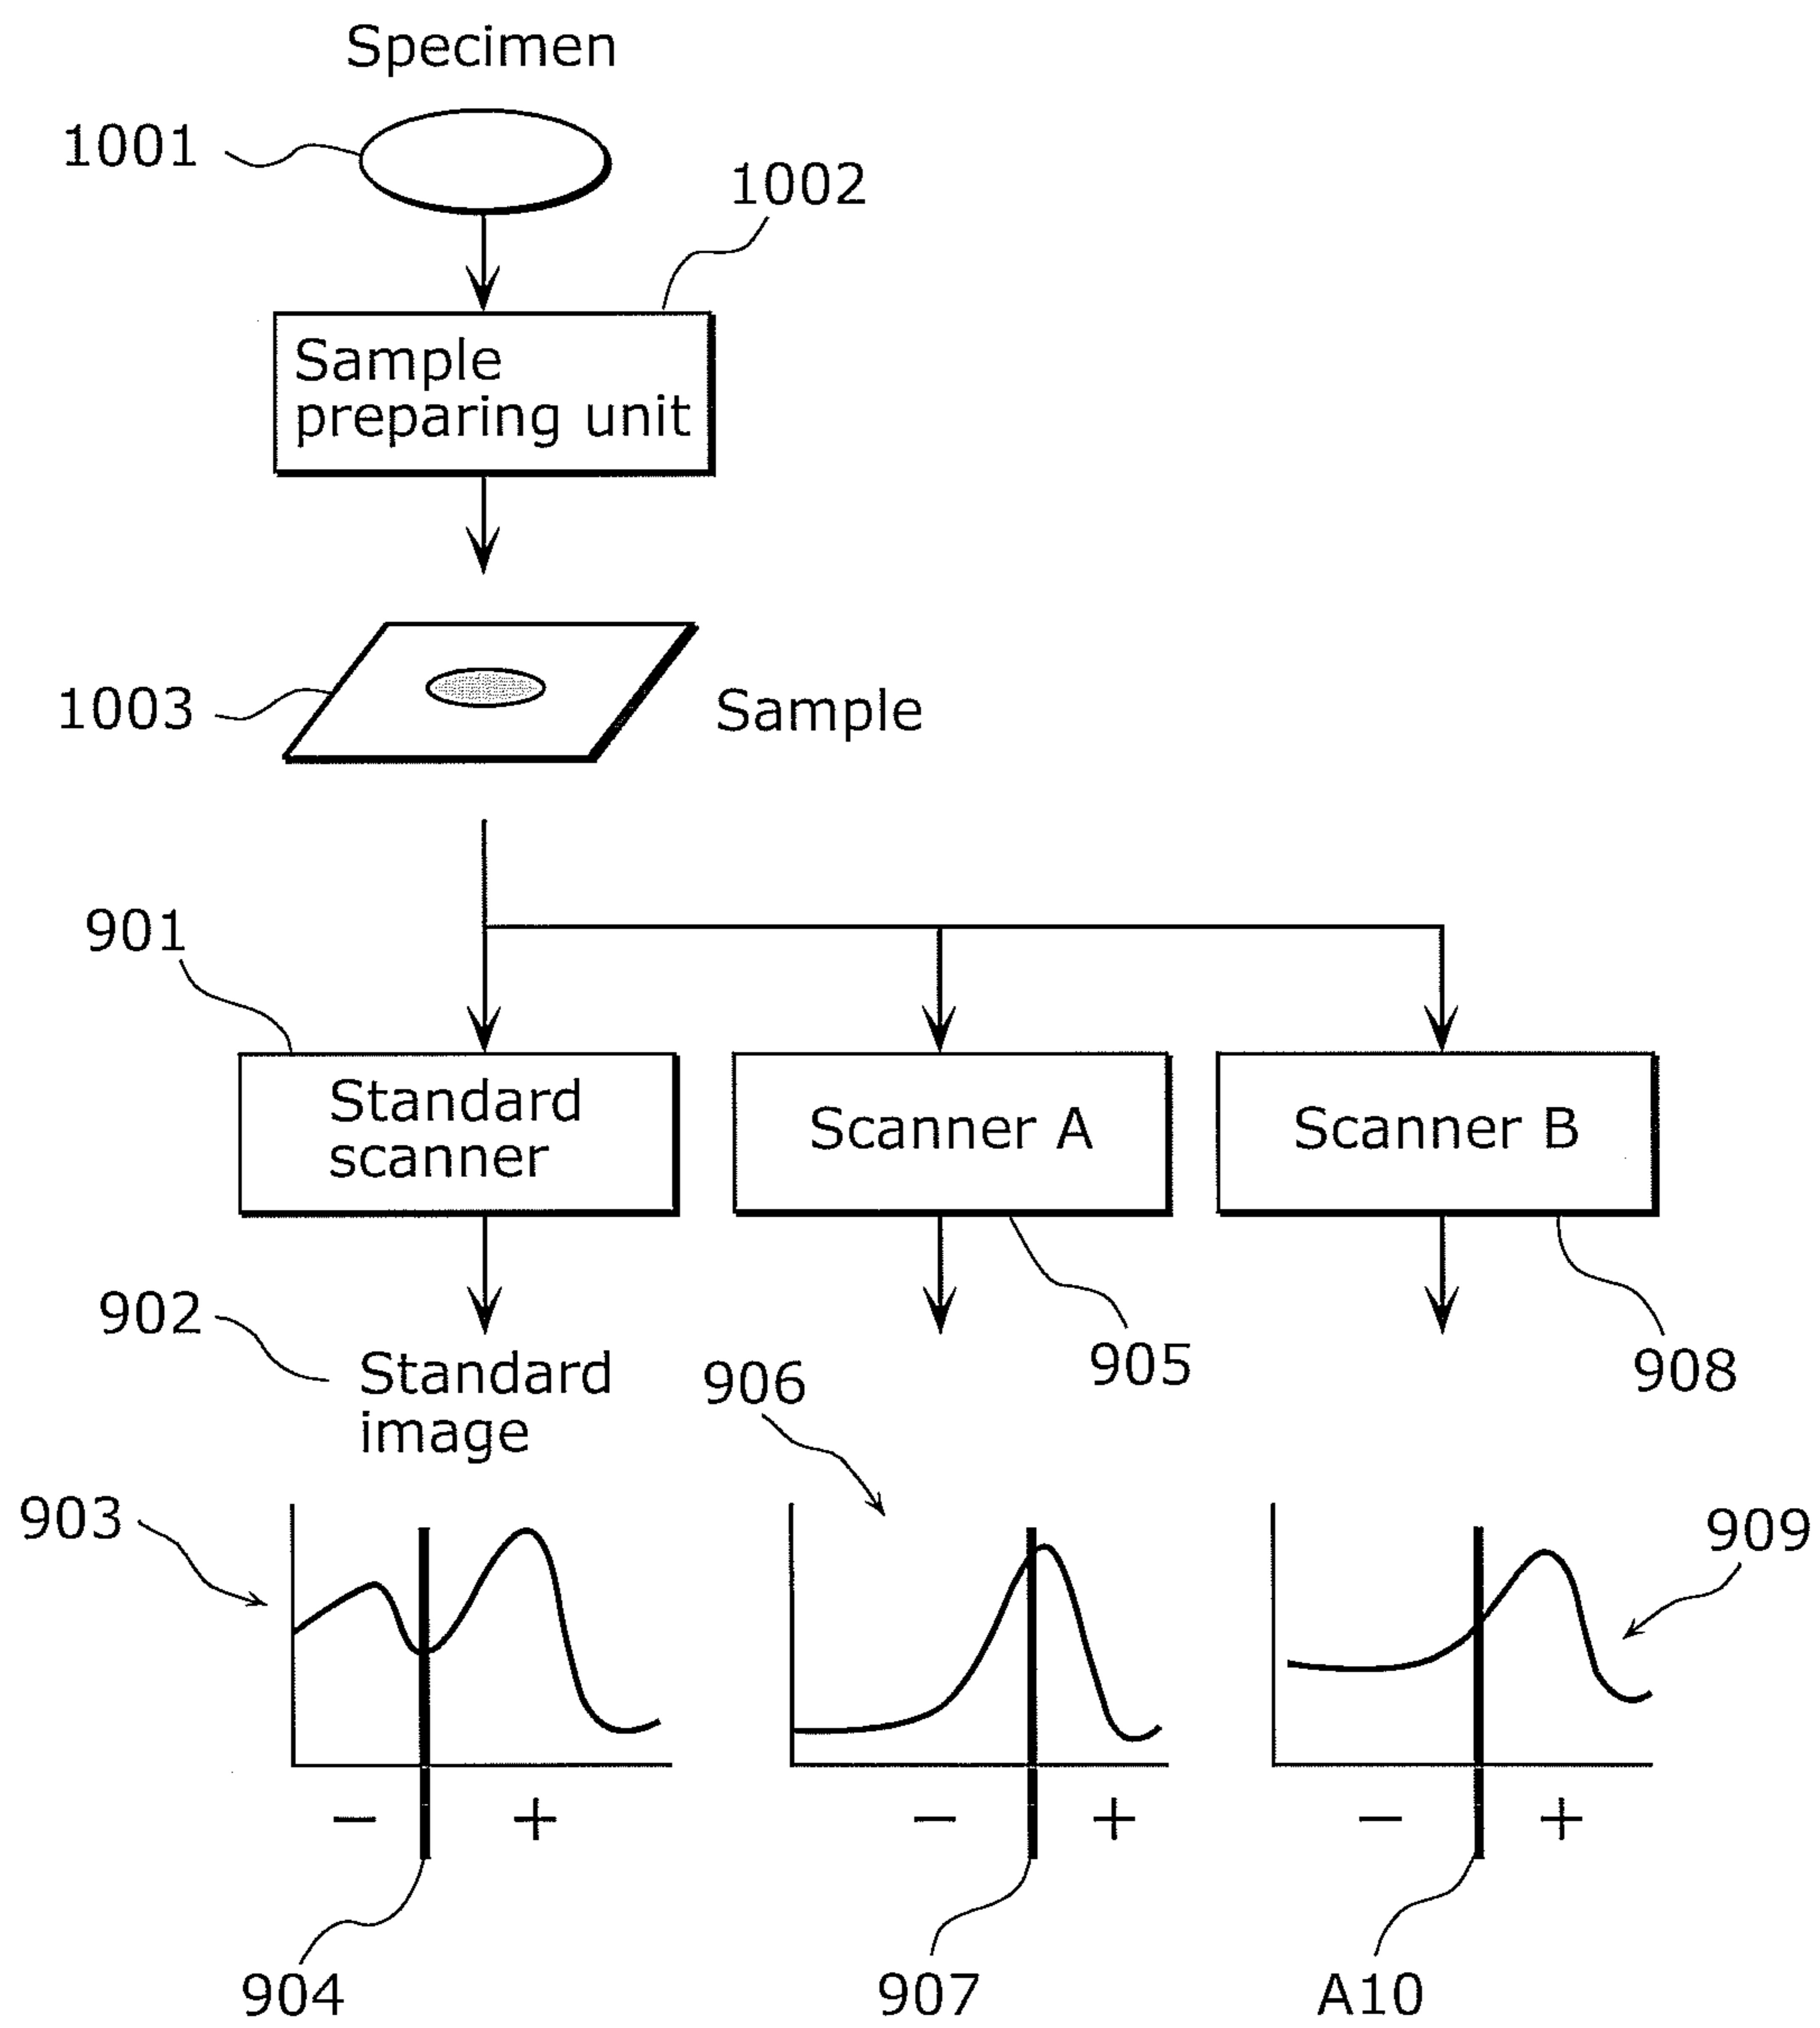 Specimen
1001
1002
Sample
preparing unit
1003
Sample
901
Standard
scanner
Scanner A
Scanner B
902
Standard
image
905
908
906
903
909
− +
− +
− +
904
907
A10